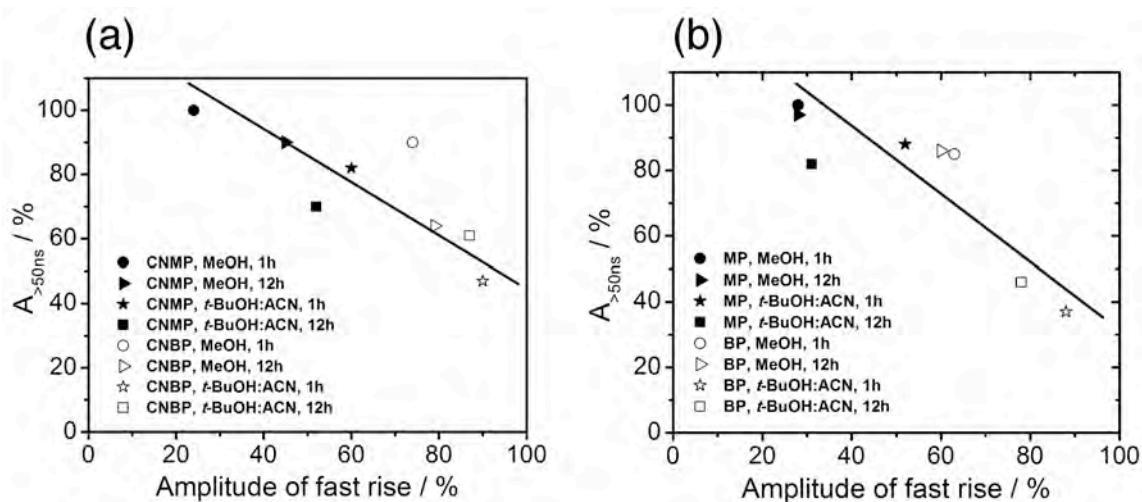 (a)
100
80
60
40
20
0
A>50ns / %
CNMP, MeOH, 1h
CNMP, MeOH, 12h
CNMP, t-BuOH:ACN, 1h
CNMP, t-BuOH:ACN, 12h
CNBP, MeOH, 1h
CNBP, MeOH, 12h
CNBP, t-BuOH:ACN, 1h
CNBP, t-BuOH:ACN, 12h
0 20 40 60 80 100
Amplitude of fast rise / %
(b)
100
80
60
40
20
0
A>50ns / %
MP, MeOH, 1h
MP, MeOH, 12h
MP, t-BuOH:ACN, 1h
MP, t-BuOH:ACN, 12h
BP, MeOH, 1h
BP, MeOH, 12h
BP, t-BuOH:ACN, 1h
BP, t-BuOH:ACN, 12h
0 20 40 60 80 100
Amplitude of fast rise / %